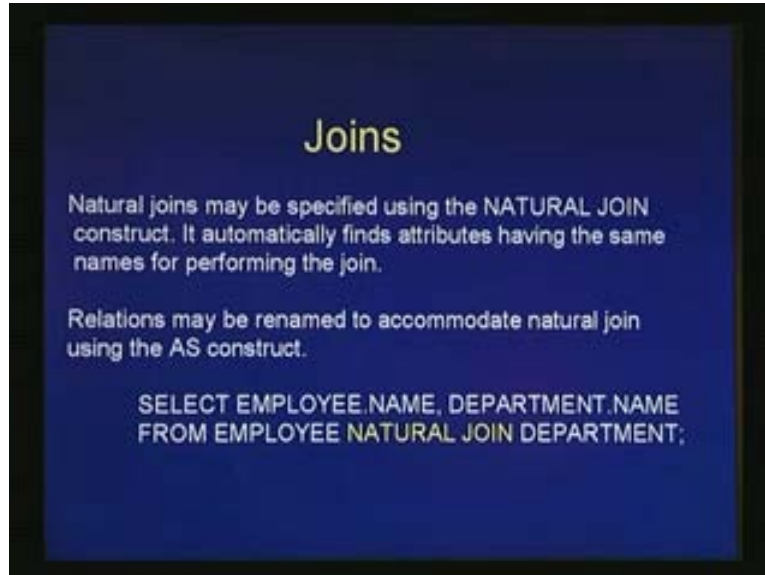 Joins
Natural joins may be specified using the NATURAL JOIN
construct. It automatically finds attributes having the same
names for performing the join.
Relations may be renamed to accommodate natural join
using the AS construct.
SELECT EMPLOYEE.NAME, DEPARTMENT.NAME
FROM EMPLOYEE NATURAL JOIN DEPARTMENT;